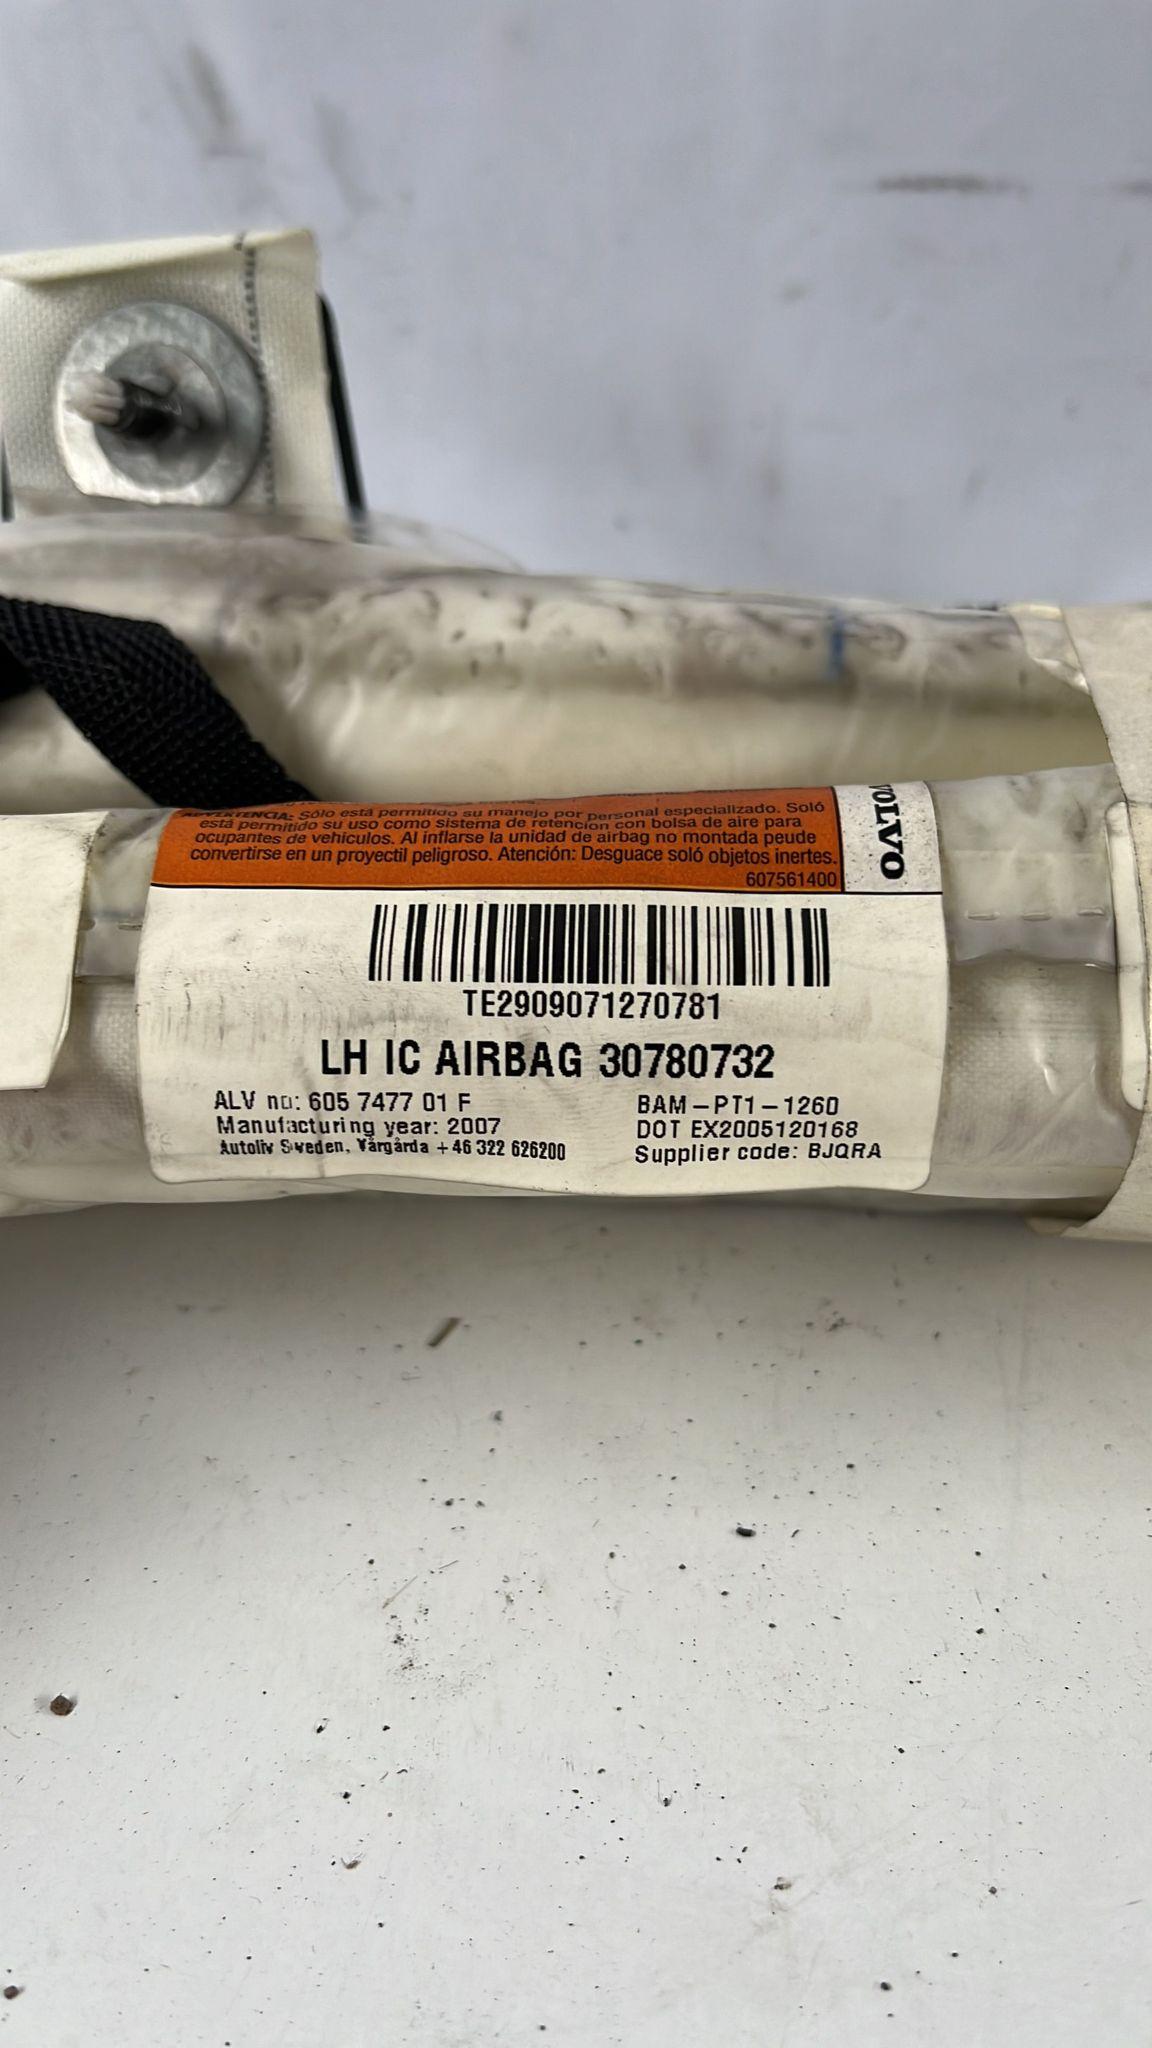 ADVERTENCIA: Sólo está permitido su manejo por personal especializado. Soló
está permitido su uso como sistema de retencion con bolsa de aire para
ocupantes de vehículos. Al inflarse la unidad de airbag no montada peude
convertirse en un proyectil peligroso. Atención: Desguace soló objetos inertes.
607561400
VOLVO
TE2909071270781
LH IC AIRBAG 30780732
ALV no: 605 7477 01 F
Manufacturing year: 2007
Autoliv Sweden, Vårgårda +46 322 626200
BAM-PT1-1260
DOT EX2005120168
Supplier code: BJQRA